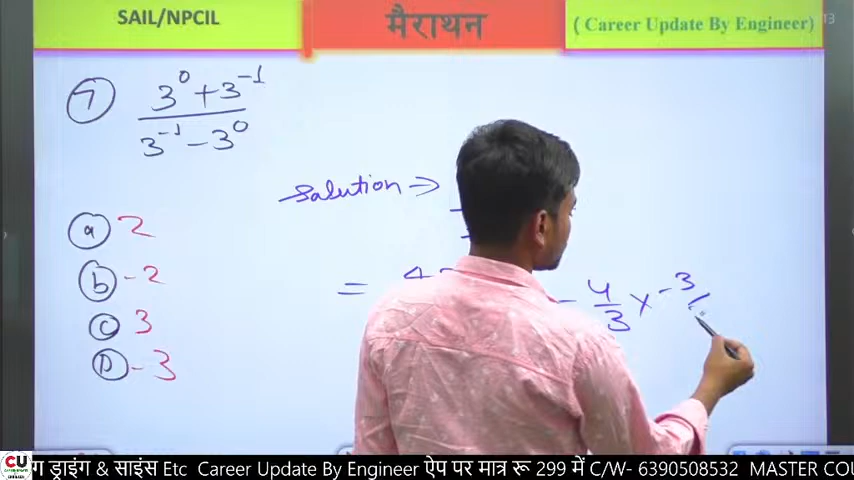 SAIL/NPCIL
मैराथन
( Career Update By Engineer)
7 3⁰ + 3⁻¹
3⁻¹ - 3⁰
Solution ⇒
a 2
b -2
= - 4/3 × -3/
c 3
D -3
CU
ग ड्राइंग & साइंस Etc Career Update By Engineer ऐप पर मात्र रू 299 में C/W- 6390508532 MASTER COU